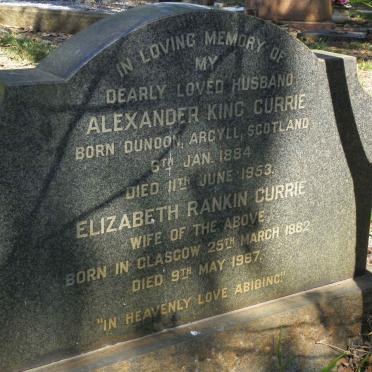 IN LOVING MEMORY OF
MY
DEARLY LOVED HUSBAND
ALEXANDER KING CURRIE
BORN DUNOON, ARGYLL, SCOTLAND
5TH JAN. 1884
DIED 11TH JUNE 1953.
ELIZABETH RANKIN CURRIE
WIFE OF THE ABOVE,
BORN IN GLASGOW 25TH MARCH 1882
DIED 9TH MAY 1967.
"IN HEAVENLY LOVE ABIDING."